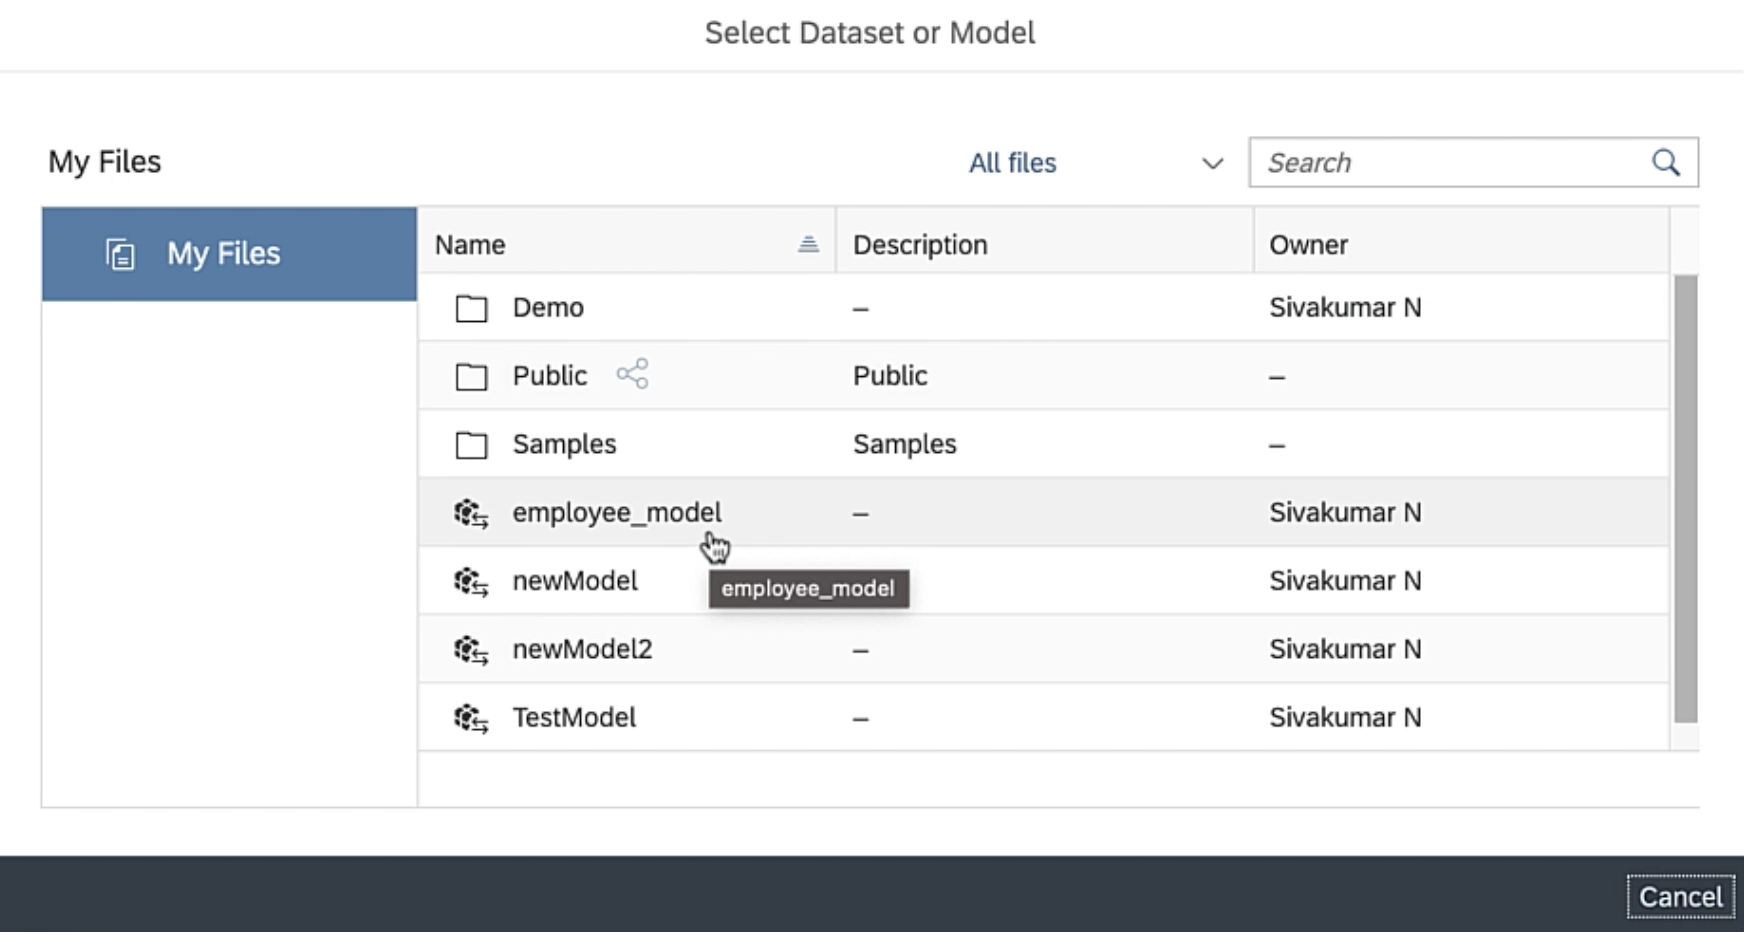 Select Dataset or Model
My Files
All files
Search
My Files
Name Description Owner
Demo – Sivakumar N
Public Public –
Samples Samples –
employee_model – Sivakumar N
newModel Sivakumar N
employee_model
newModel2 – Sivakumar N
TestModel – Sivakumar N
Cancel